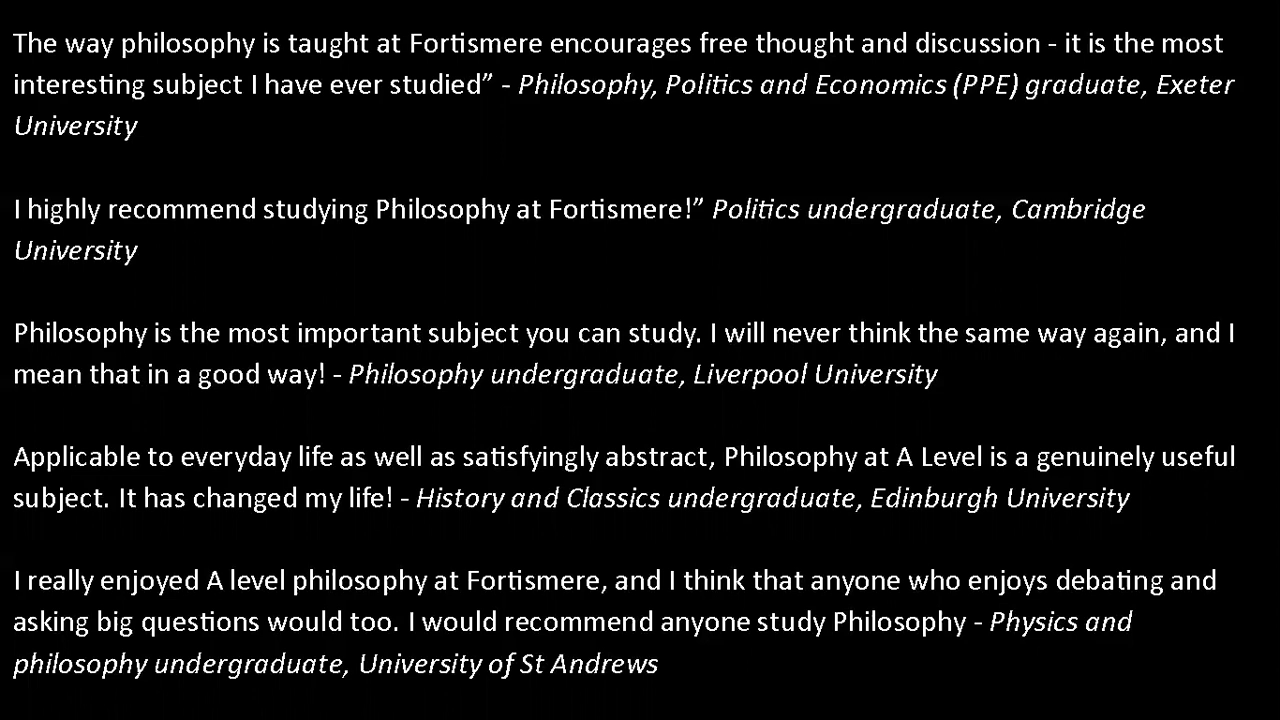 The way philosophy is taught at Fortismere encourages free thought and discussion - it is the most
interesting subject I have ever studied” - Philosophy, Politics and Economics (PPE) graduate, Exeter
University
I highly recommend studying Philosophy at Fortismere!” Politics undergraduate, Cambridge
University
Philosophy is the most important subject you can study. I will never think the same way again, and I
mean that in a good way! - Philosophy undergraduate, Liverpool University
Applicable to everyday life as well as satisfyingly abstract, Philosophy at A Level is a genuinely useful
subject. It has changed my life! - History and Classics undergraduate, Edinburgh University
I really enjoyed A level philosophy at Fortismere, and I think that anyone who enjoys debating and
asking big questions would too. I would recommend anyone study Philosophy - Physics and
philosophy undergraduate, University of St Andrews